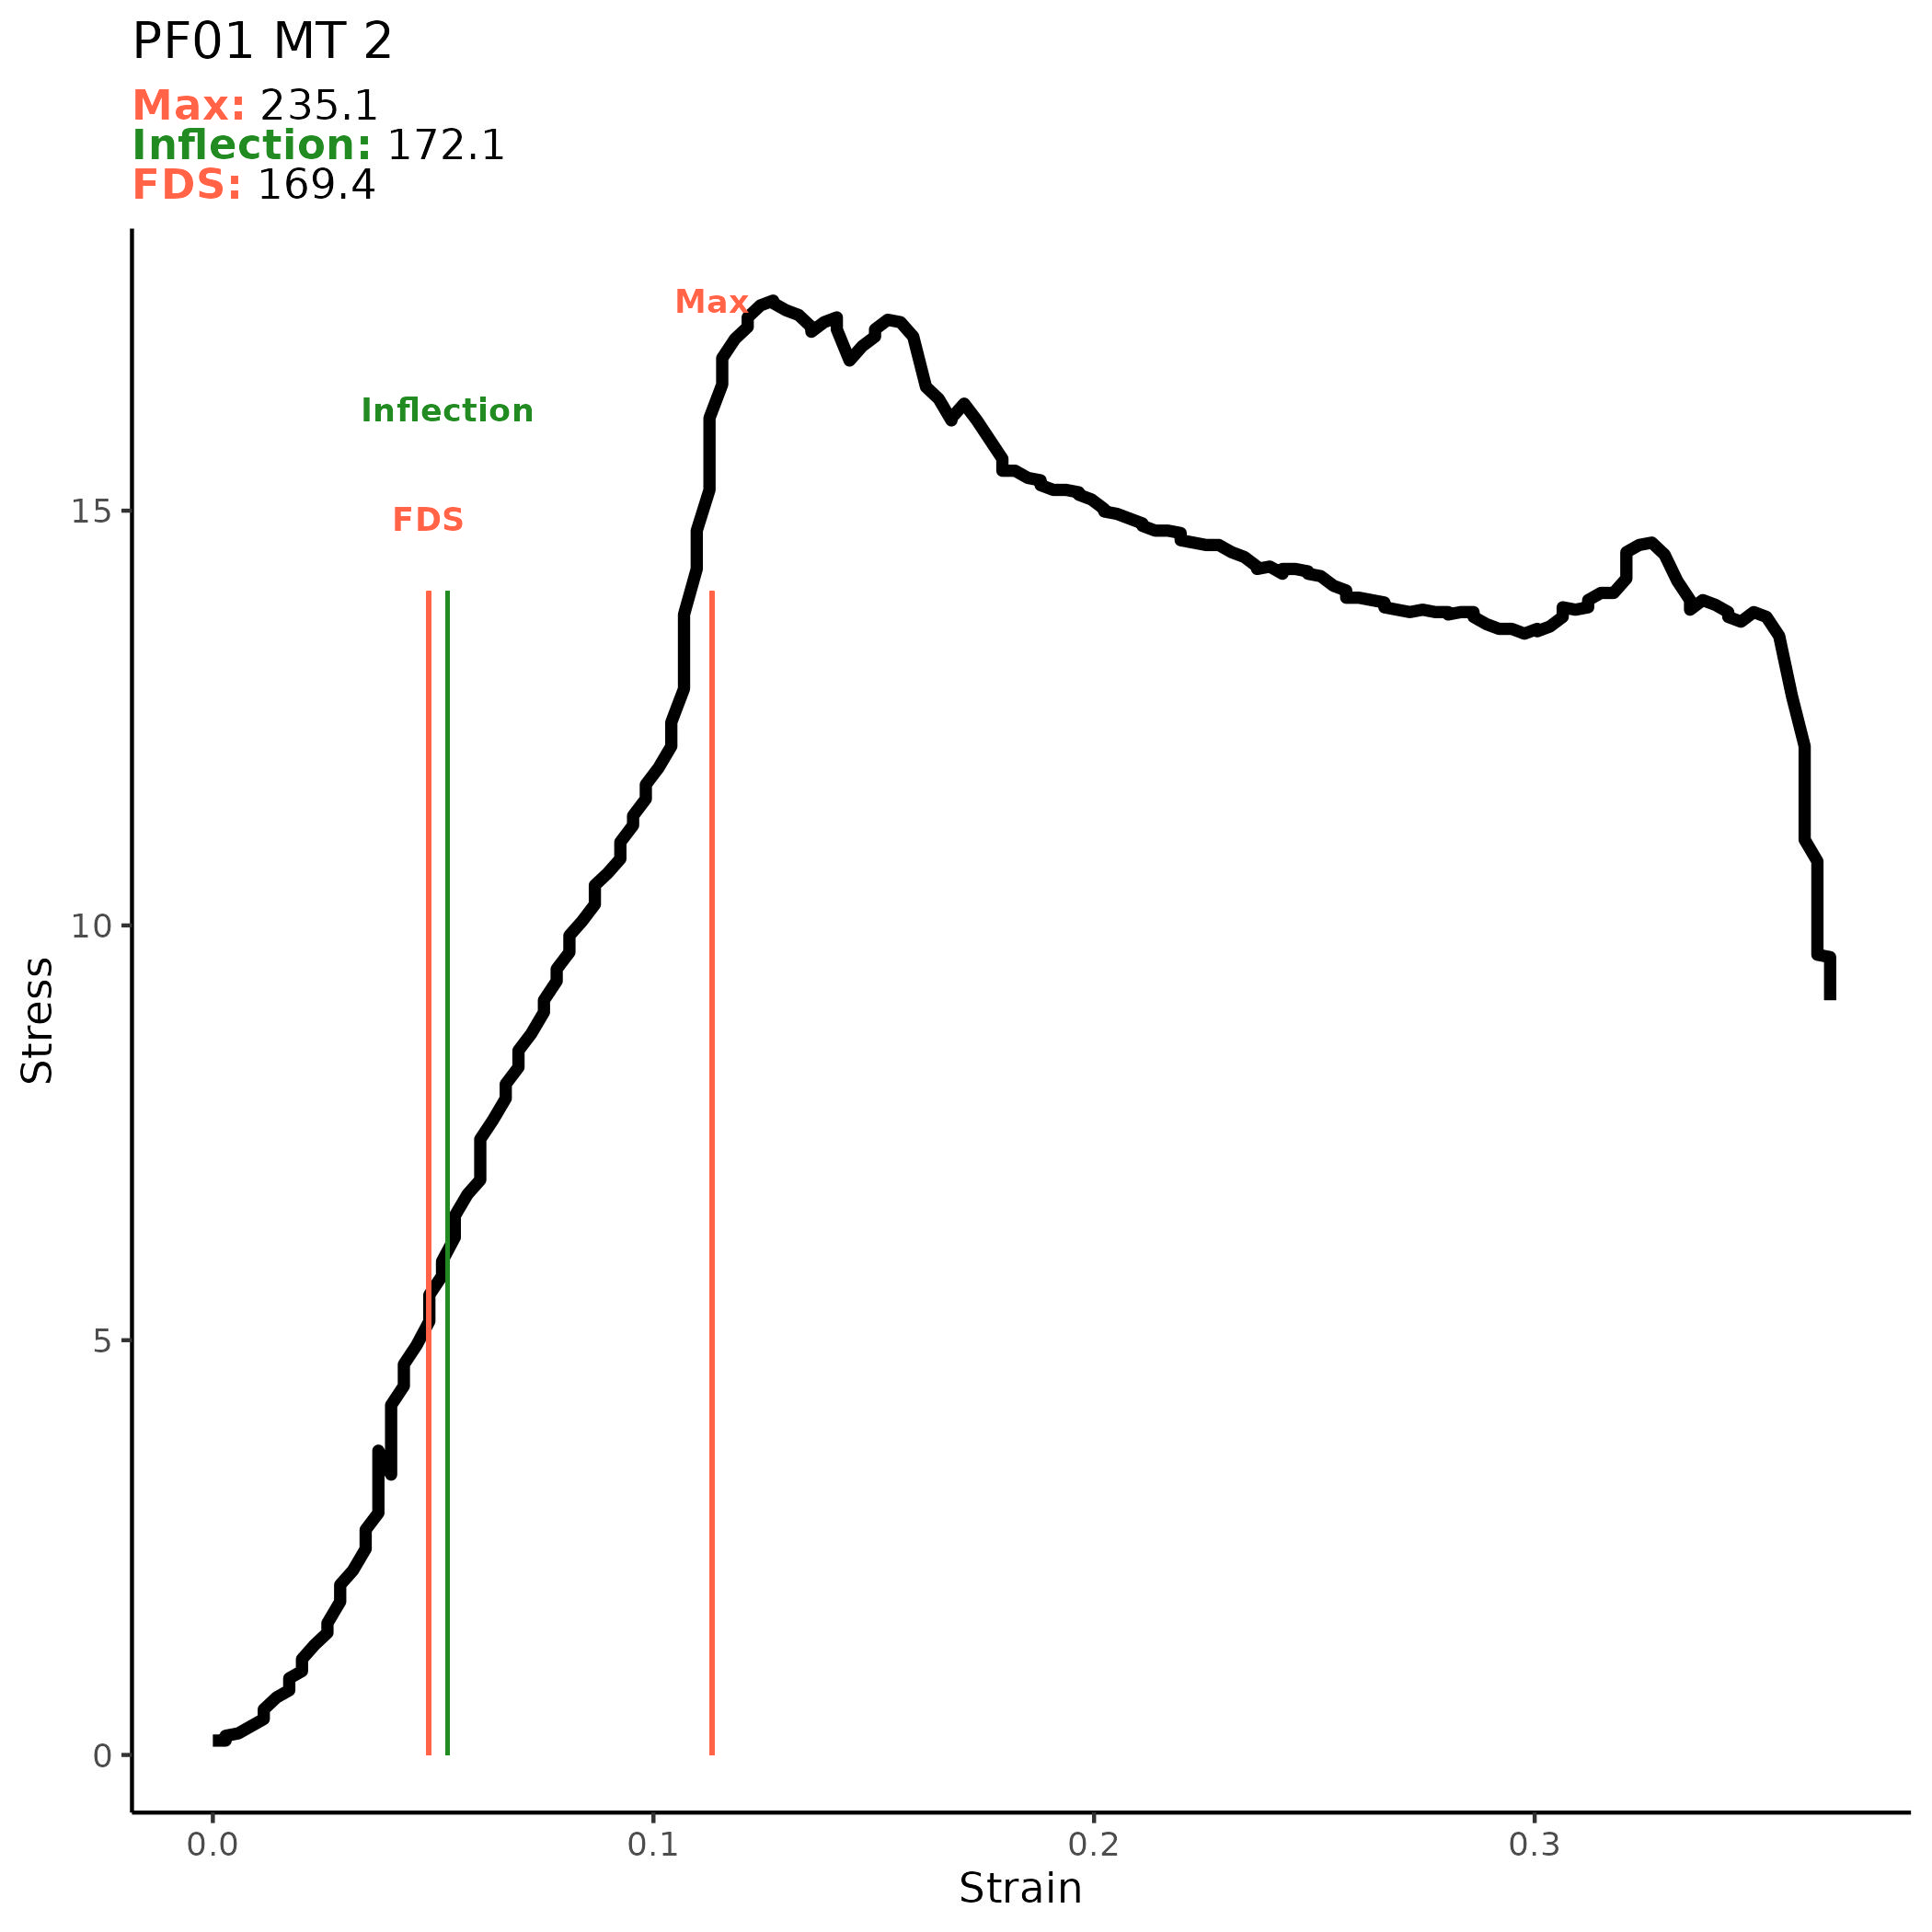 PF01 MT 2
Max: 235.1
Inflection: 172.1
FDS: 169.4
Max
Inflection
FDS
15
10
5
0
Stress
0.0 0.1 0.2 0.3
Strain